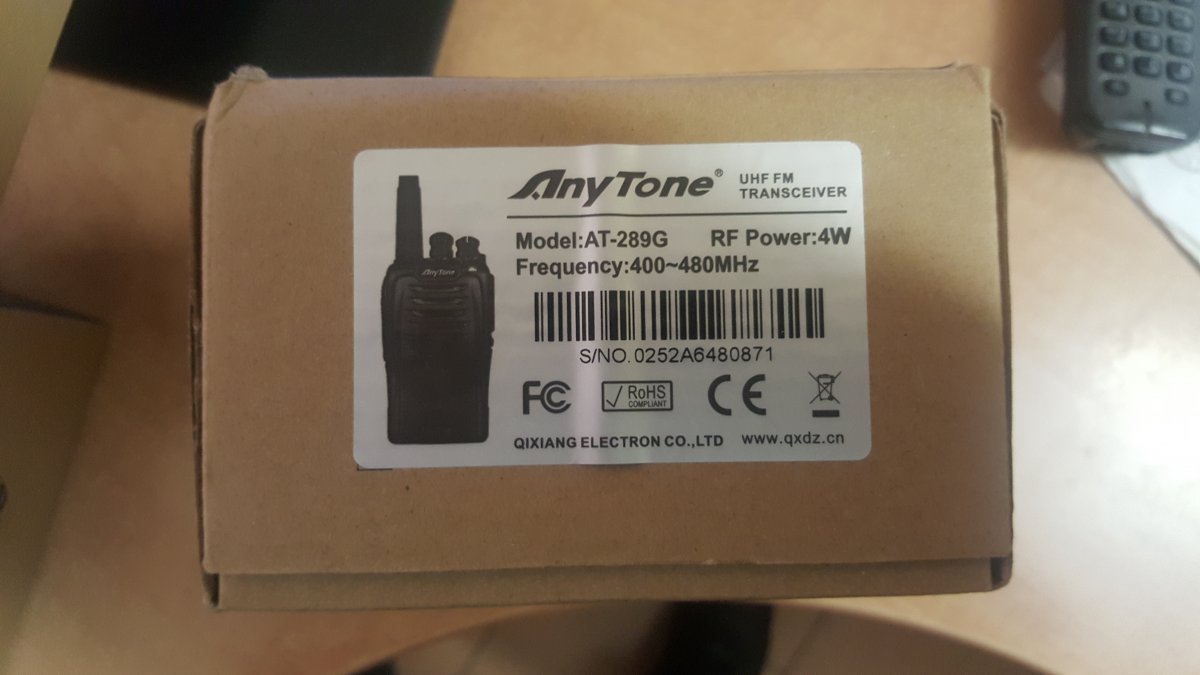 AnyTone® UHF FM
TRANSCEIVER
Model:AT-289G RF Power:4W
Frequency:400~480MHz
AnyTone
S/NO. 0252A6480871
FC RoHS CE
COMPLIANT
QIXIANG ELECTRON CO.,LTD www.qxdz.cn